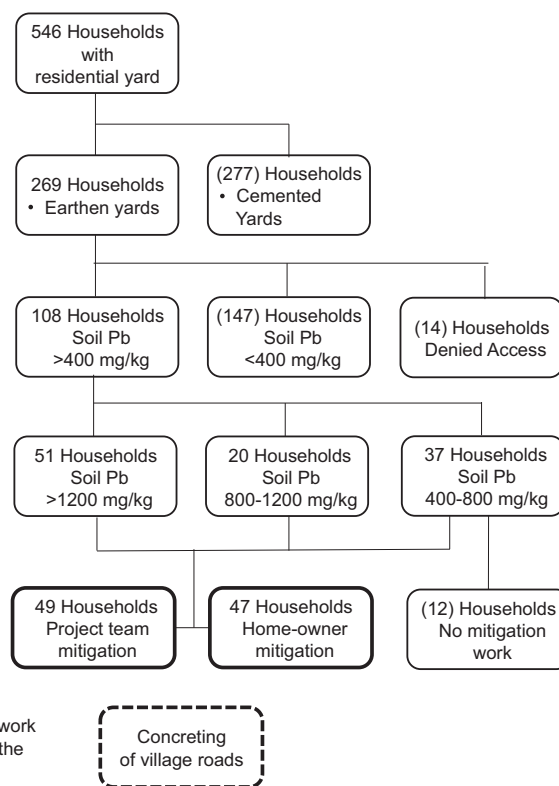 546 Households
with
residential yard
269 Households
• Earthen yards
(277) Households
• Cemented
Yards
108 Households
Soil Pb
>400 mg/kg
(147) Households
Soil Pb
<400 mg/kg
(14) Households
Denied Access
51 Households
Soil Pb
>1200 mg/kg
20 Households
Soil Pb
800-1200 mg/kg
37 Households
Soil Pb
400-800 mg/kg
49 Households
Project team
mitigation
47 Households
Home-owner
mitigation
(12) Households
No mitigation
work
work
the
Concreting
of village roads